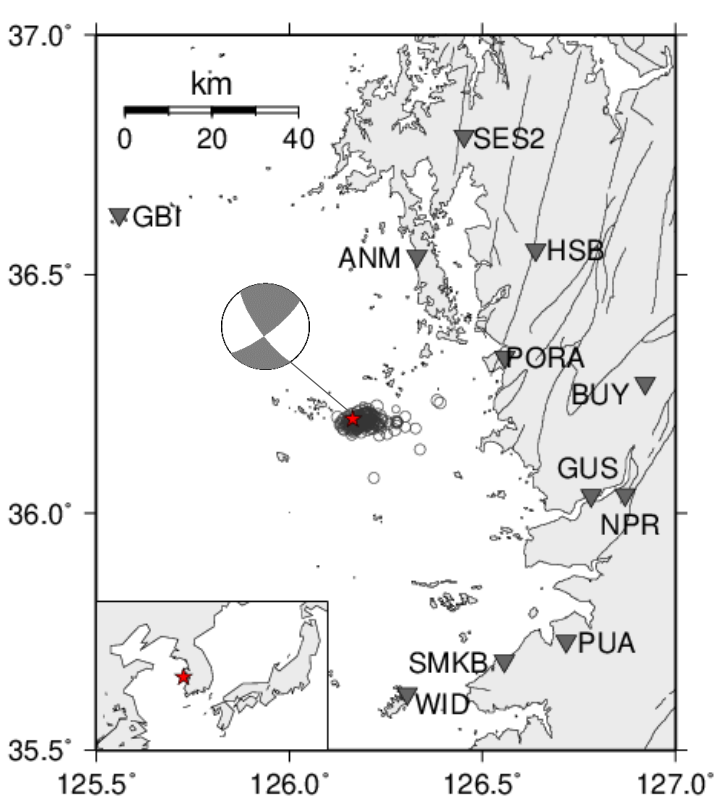 37.0°
km
0 20 40
SES2
GBI
ANM
HSB
36.5°
PORA
BUY
GUS
36.0°
NPR
PUA
SMKB
WID
35.5°
125.5° 126.0° 126.5° 127.0°